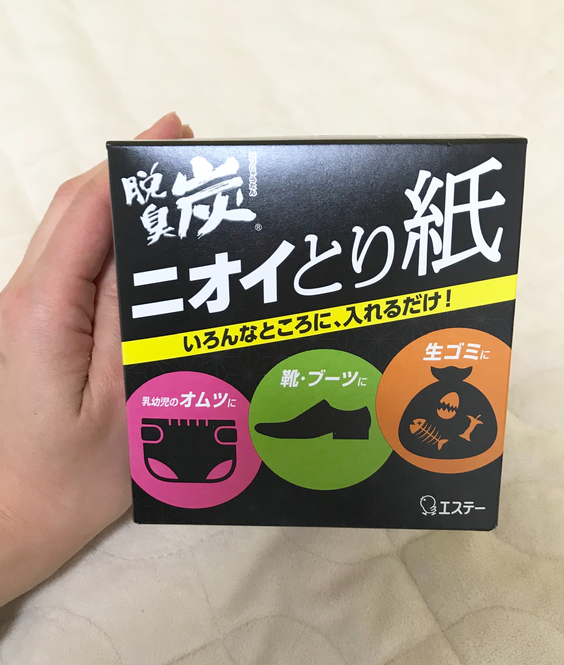 脱臭炭®
ニオイとり紙
いろんなところに、入れるだけ！
乳幼児のオムツに
靴・ブーツに
生ゴミに
エステー